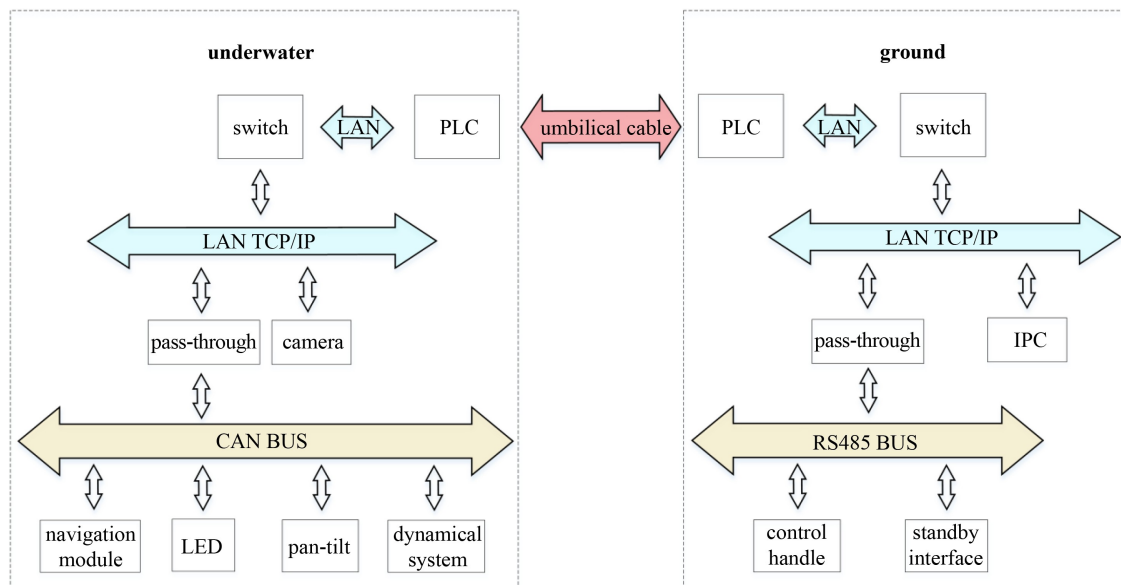 underwater
ground
switch
LAN
PLC
umbilical cable
PLC
LAN
switch
LAN TCP/IP
LAN TCP/IP
pass-through
camera
pass-through
IPC
CAN BUS
RS485 BUS
navigation
module
LED
pan-tilt
dynamical
system
control
handle
standby
interface